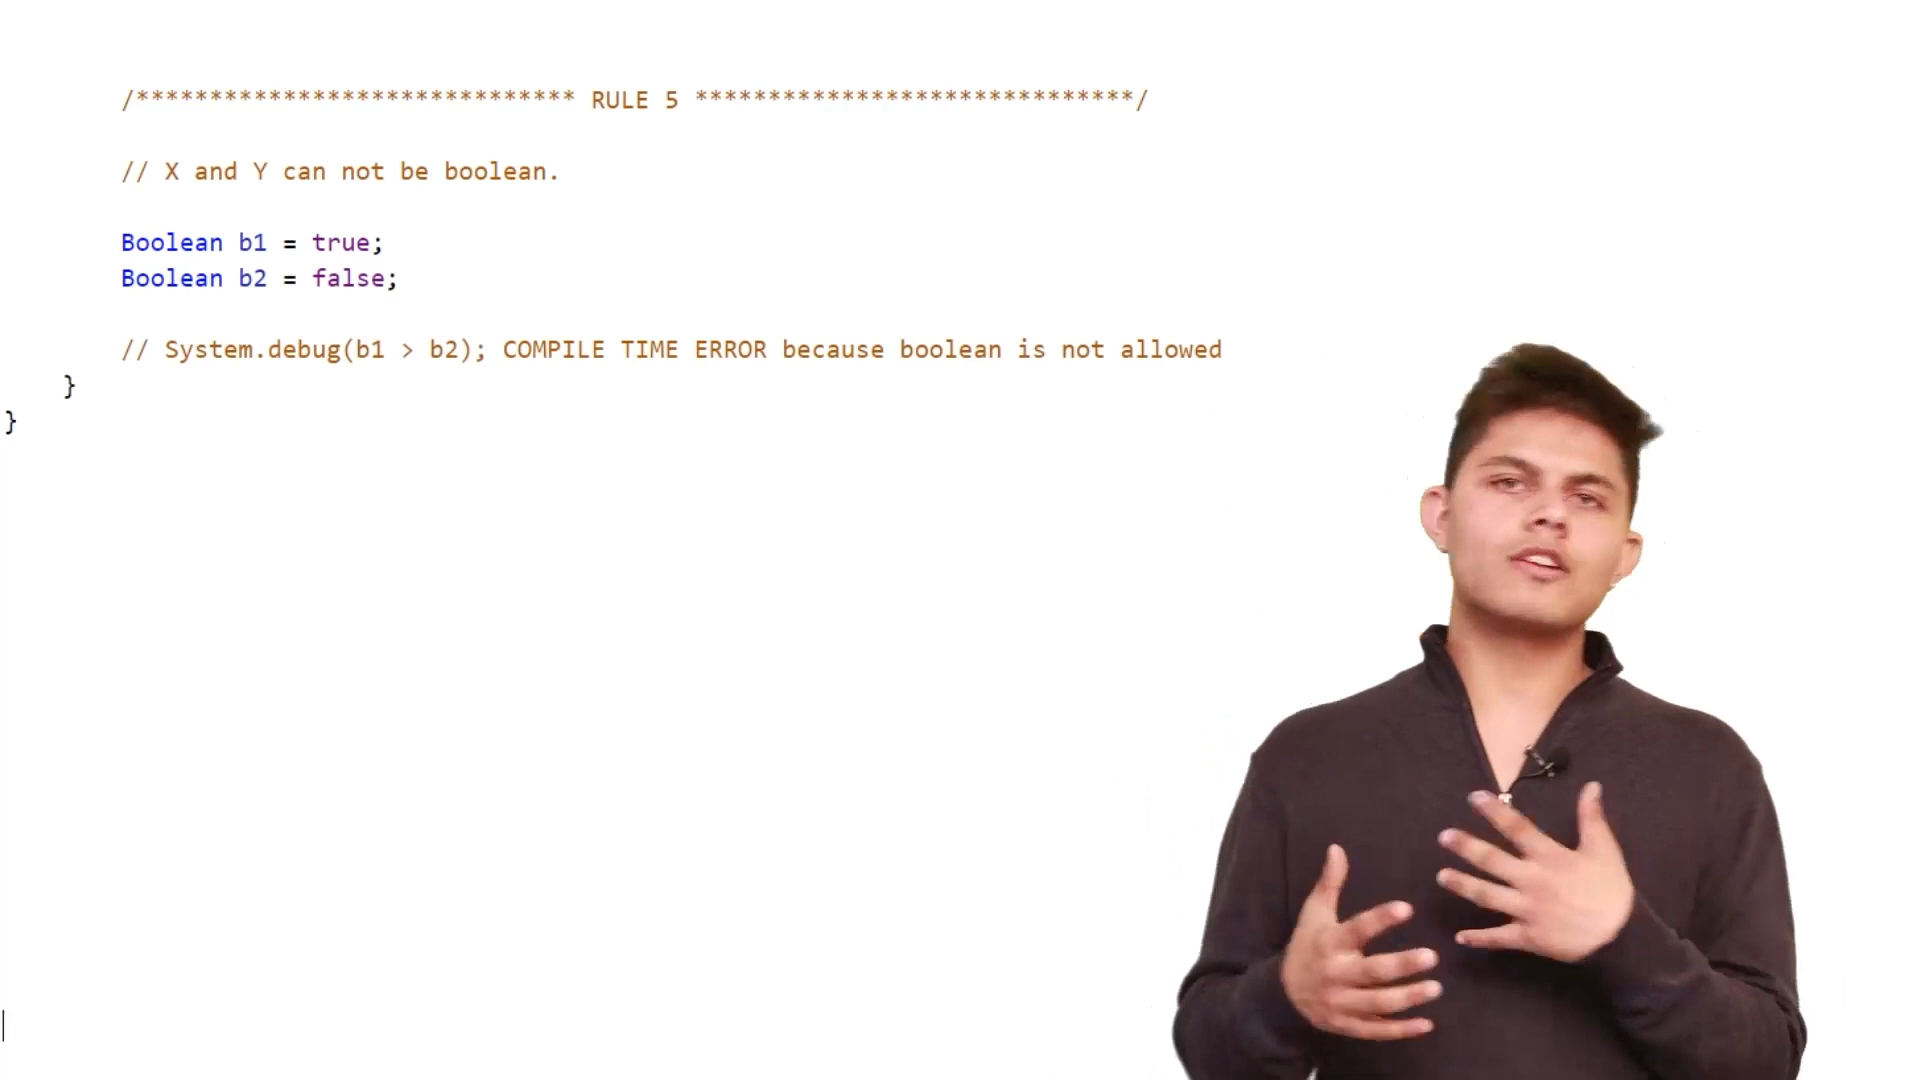 /****************************** RULE 5 ******************************/
// X and Y can not be boolean.
Boolean b1 = true;
Boolean b2 = false;
// System.debug(b1 > b2); COMPILE TIME ERROR because boolean is not allowed
}
}